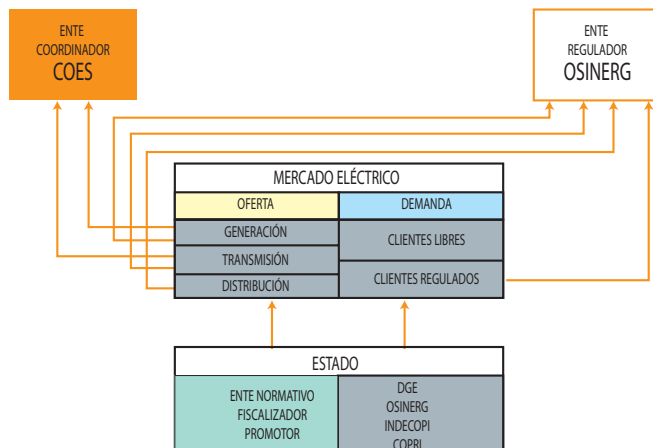 ENTE
COORDINADOR
COES
ENTE
REGULADOR
OSINERG
MERCADO ELÉCTRICO
OFERTA
DEMANDA
GENERACIÓN
TRANSMISIÓN
DISTRIBUCIÓN
CLIENTES LIBRES
CLIENTES REGULADOS
ESTADO
ENTE NORMATIVO
FISCALIZADOR
PROMOTOR
DGE
OSINERG
INDECOPI
COPRI